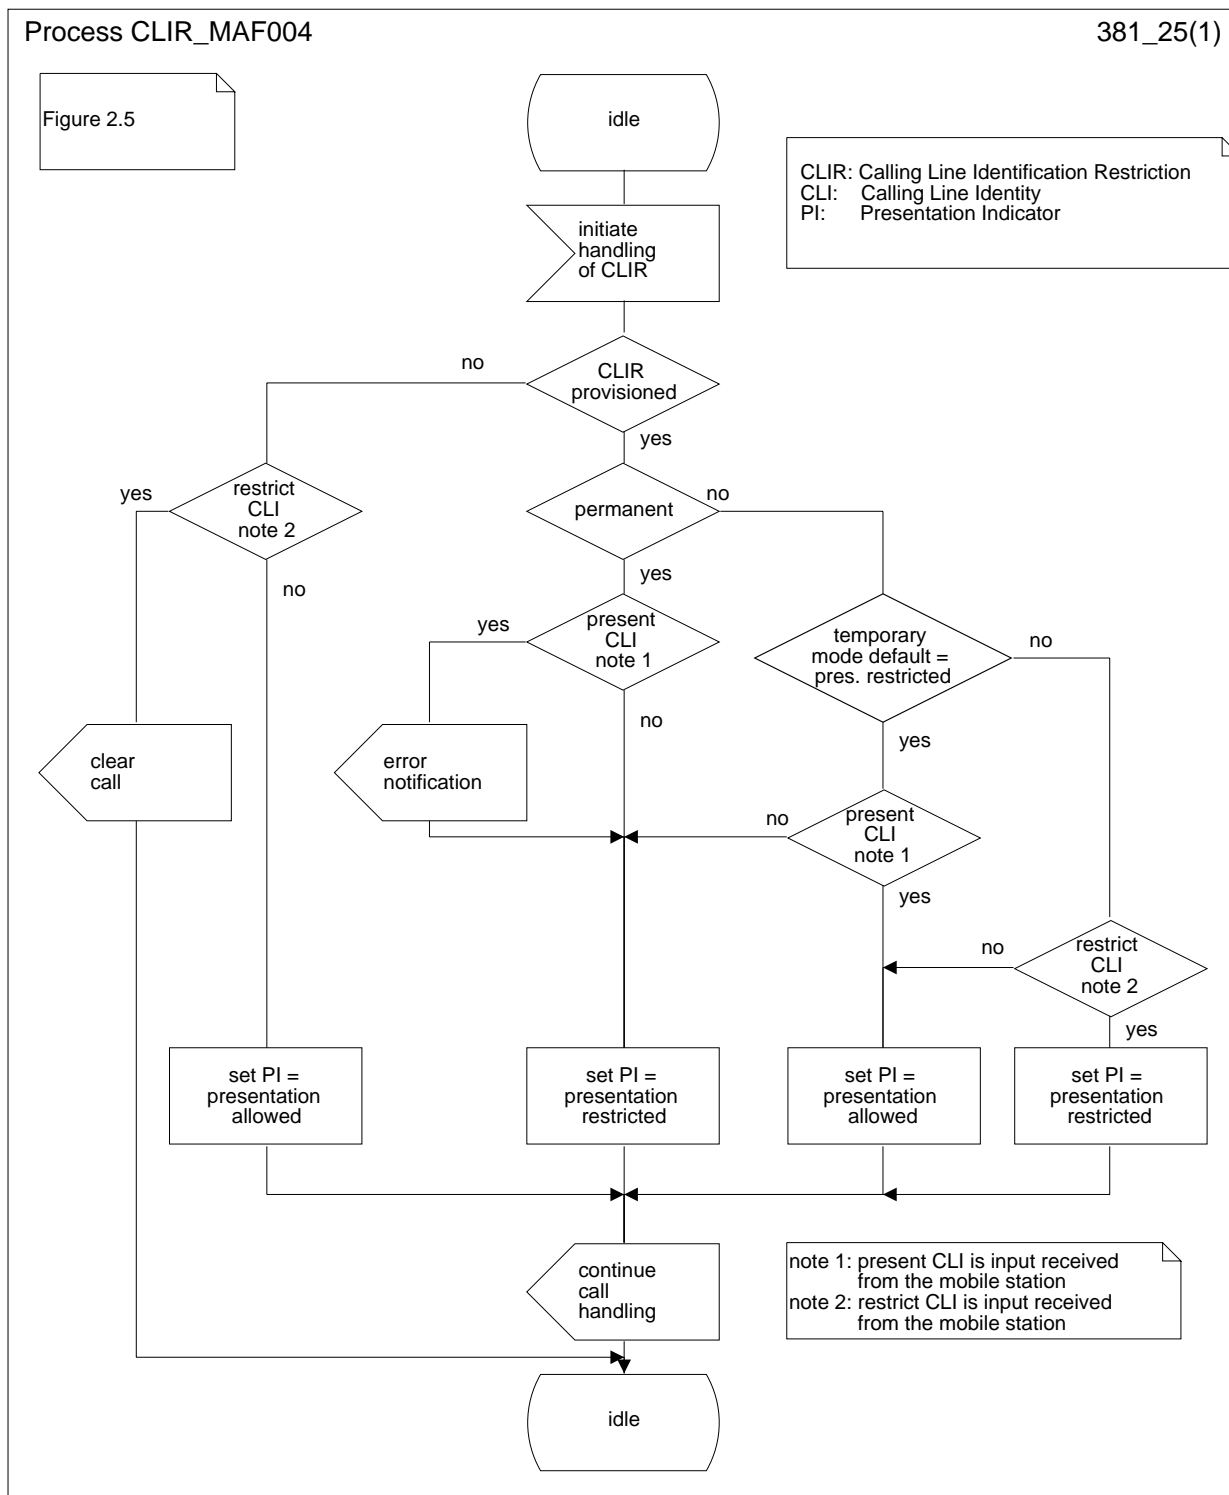 Process CLIR_MAF004
381_25(1)
Figure 2.5
idle
CLIR: Calling Line Identification Restriction
CLI: Calling Line Identity
PI: Presentation Indicator
initiate
handling
of CLIR
no
CLIR
provisioned
yes
yes
restrict
CLI
note 2
permanent
no
no
yes
yes
present
CLI
note 1
temporary
mode default =
pres. restricted
no
no
yes
clear
call
error
notification
no
present
CLI
note 1
yes
no
restrict
CLI
note 2
yes
set PI =
presentation
allowed
set PI =
presentation
restricted
set PI =
presentation
allowed
set PI =
presentation
restricted
continue
call
handling
note 1: present CLI is input received
from the mobile station
note 2: restrict CLI is input received
from the mobile station
idle